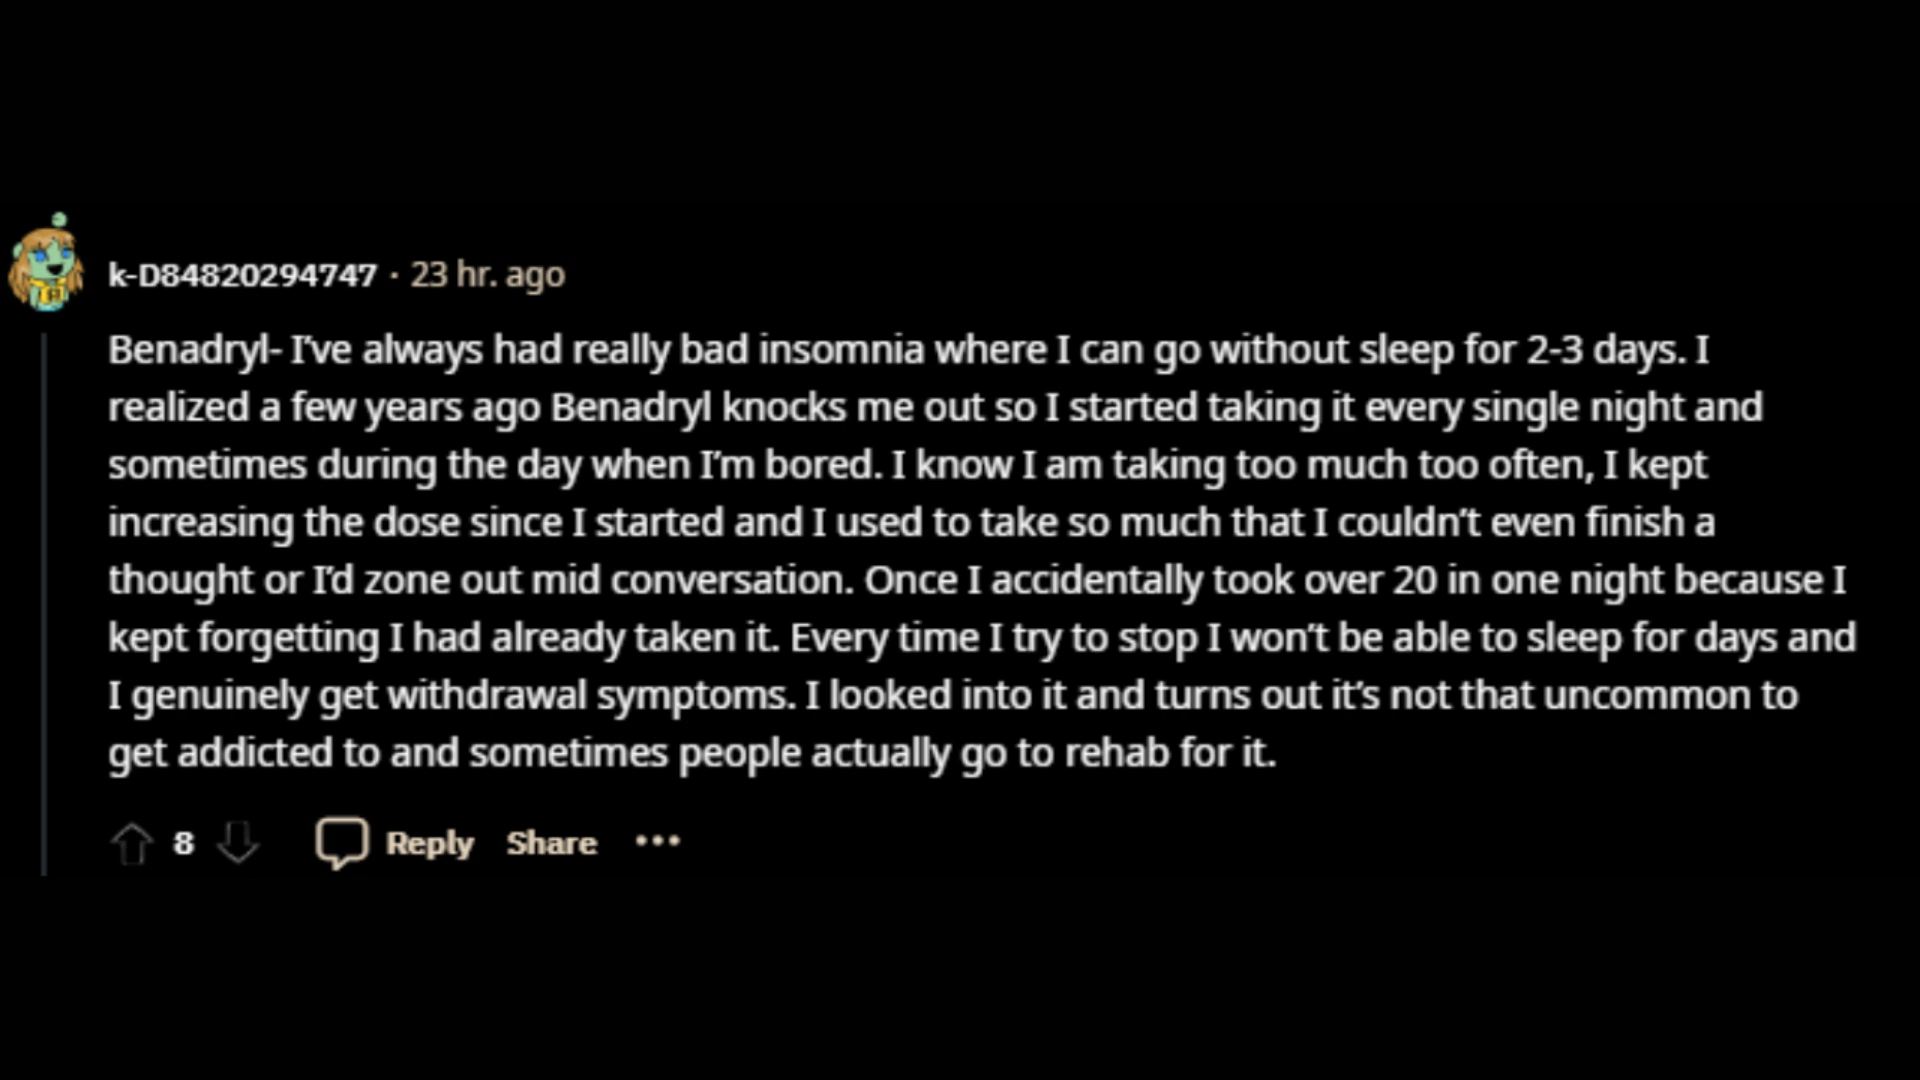 k-D84820294747 · 23 hr. ago
Benadryl- I've always had really bad insomnia where I can go without sleep for 2-3 days. I
realized a few years ago Benadryl knocks me out so I started taking it every single night and
sometimes during the day when I'm bored. I know I am taking too much too often, I kept
increasing the dose since I started and I used to take so much that I couldn't even finish a
thought or I'd zone out mid conversation. Once I accidentally took over 20 in one night because I
kept forgetting I had already taken it. Every time I try to stop I won't be able to sleep for days and
I genuinely get withdrawal symptoms. I looked into it and turns out it's not that uncommon to
get addicted to and sometimes people actually go to rehab for it.
8 Reply Share •••